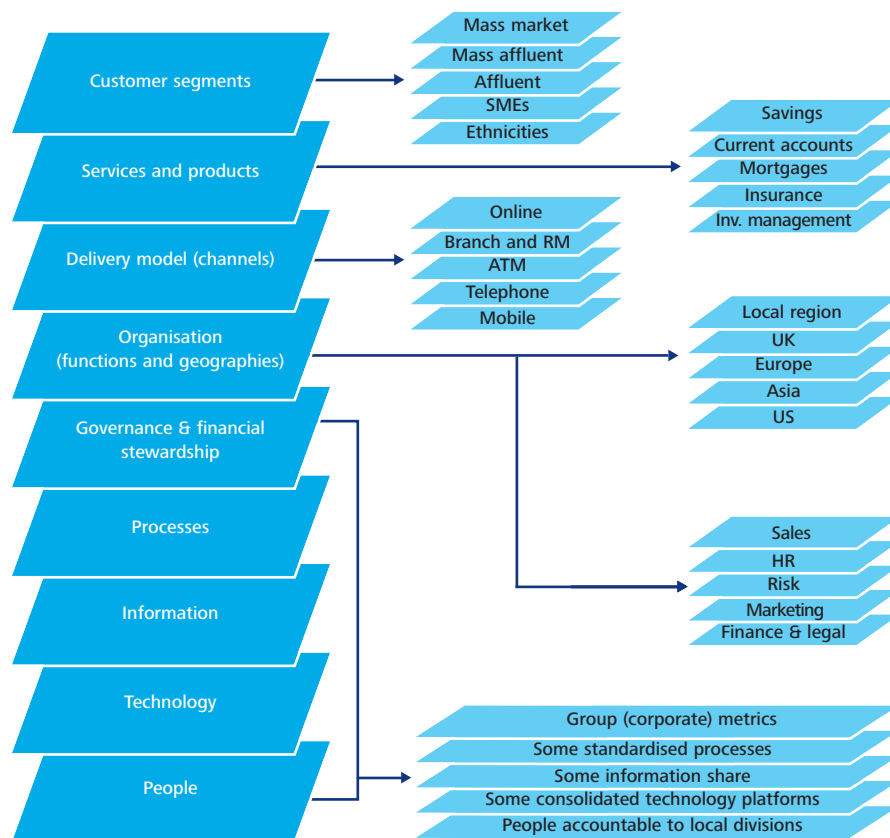 Customer segments
Mass market
Mass affluent
Affluent
SMEs
Ethnicities
Services and products
Savings
Current accounts
Mortgages
Insurance
Inv. management
Delivery model (channels)
Online
Branch and RM
ATM
Telephone
Mobile
Organisation
(functions and geographies)
Local region
UK
Europe
Asia
US
Sales
HR
Risk
Marketing
Finance & legal
Governance & financial
stewardship
Processes
Information
Technology
People
Group (corporate) metrics
Some standardised processes
Some information share
Some consolidated technology platforms
People accountable to local divisions